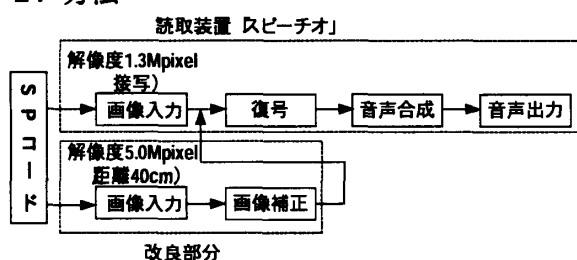 読取装置「スピーチオ」
解像度1.3Mpixel
接写)
SPコード
画像入力
復号
音声合成
音声出力
解像度5.0Mpixel
距離40cm)
画像入力
画像補正
改良部分